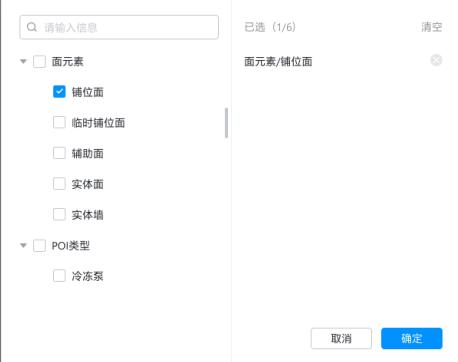 请输入信息
面元素
铺位面
临时铺位面
辅助面
实体面
实体墙
POI类型
冷冻泵
已选（1/6）
清空
面元素/铺位面
取消
确定